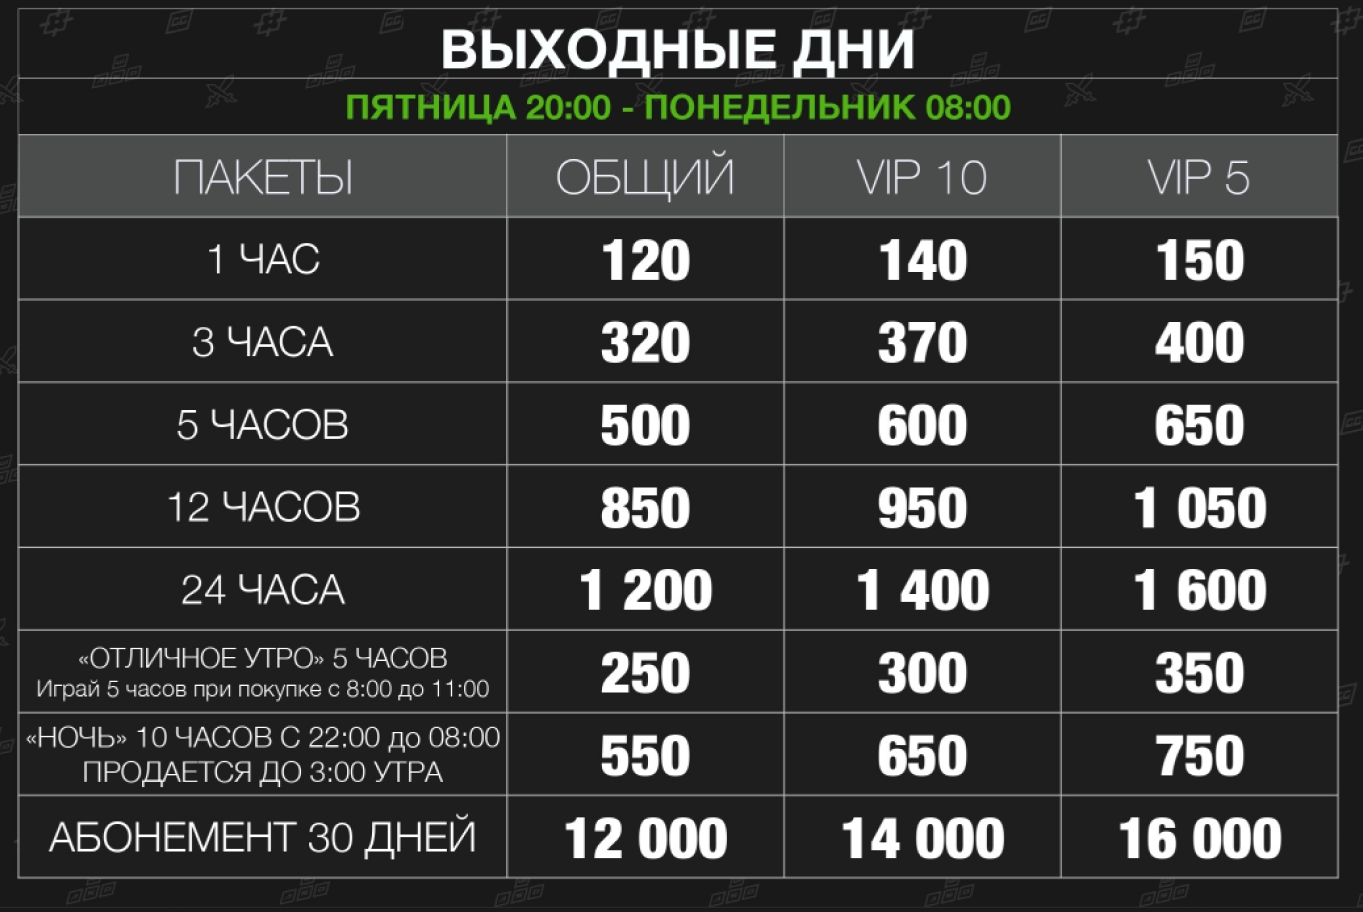 ВЫХОДНЫЕ ДНИ
ПЯТНИЦА 20:00 - ПОНЕДЕЛЬНИК 08:00
ПАКЕТЫ ОБЩИЙ VIP 10 VIP 5
1 ЧАС 120 140 150
3 ЧАСА 320 370 400
5 ЧАСОВ 500 600 650
12 ЧАСОВ 850 950 1 050
24 ЧАСА 1 200 1 400 1 600
«ОТЛИЧНОЕ УТРО» 5 ЧАСОВ
Играй 5 часов при покупке с 8:00 до 11:00
250 300 350
«НОЧЬ» 10 ЧАСОВ С 22:00 до 08:00
ПРОДАЕТСЯ ДО 3:00 УТРА
550 650 750
АБОНЕМЕНТ 30 ДНЕЙ 12 000 14 000 16 000